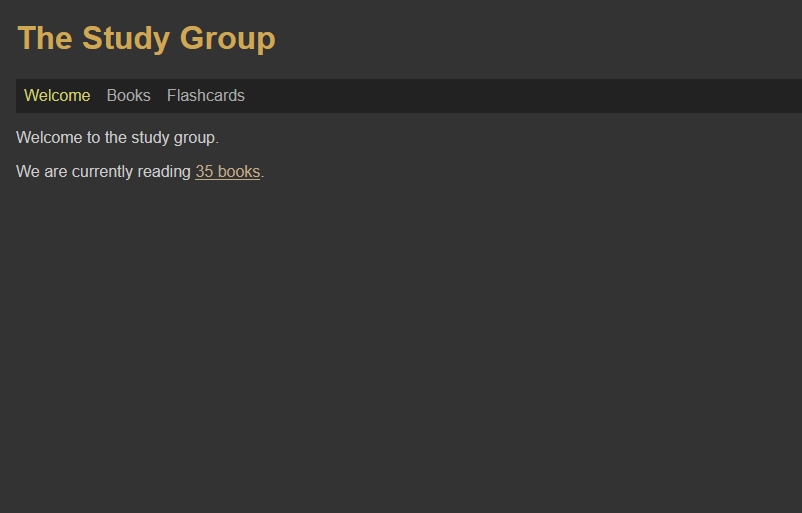 The Study Group
Welcome Books Flashcards
Welcome to the study group.
We are currently reading 35 books.